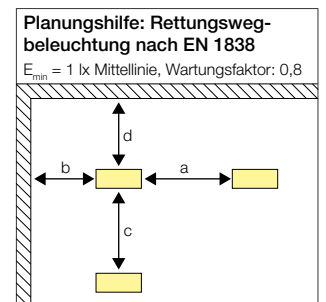 Planungshilfe: Rettungsweg-
beleuchtung nach EN 1838
Emin = 1 lx Mittellinie, Wartungsfaktor: 0,8
d
b
a
c